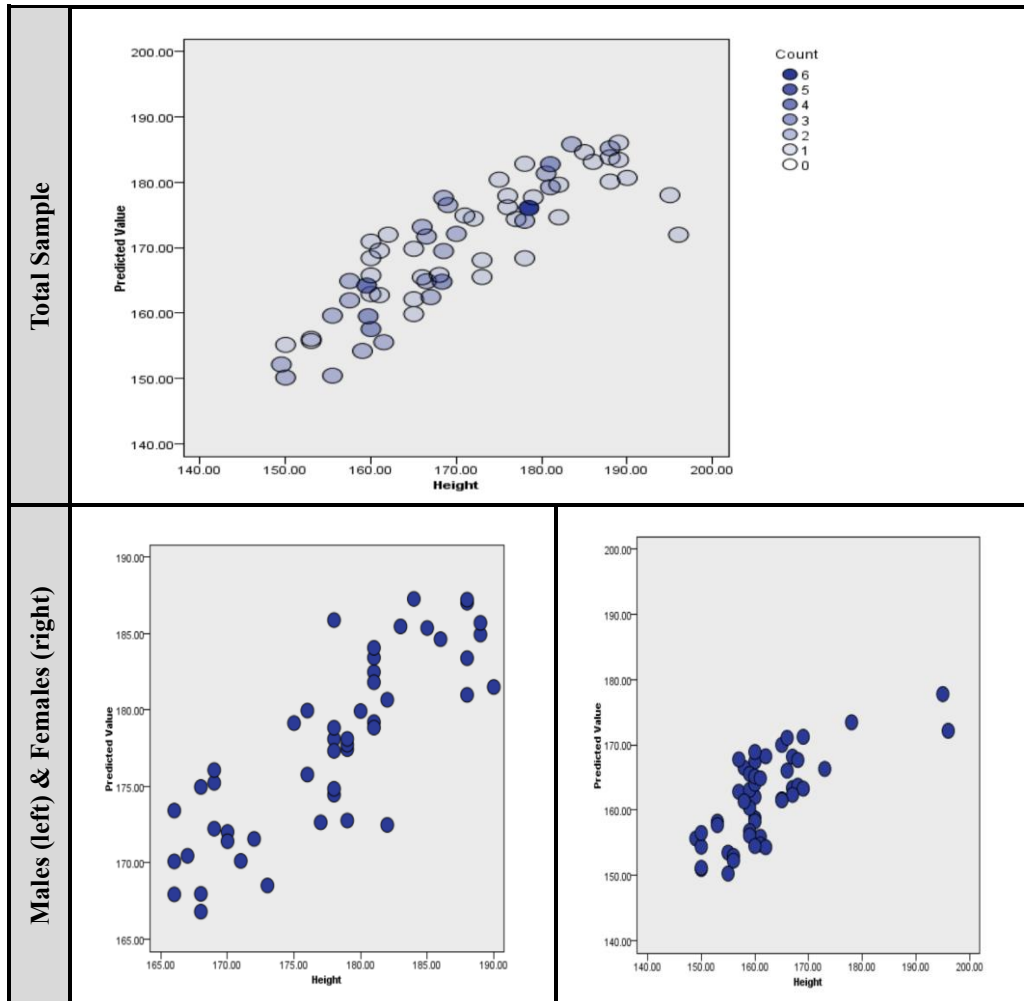 Total Sample
Predicted Value
200.00
190.00
180.00
170.00
160.00
150.00
140.00
140.00 150.00 160.00 170.00 180.00 190.00 200.00
Height
Count
6
5
4
3
2
1
0
Males (left) & Females (right)
Predicted Value
190.00
185.00
180.00
175.00
170.00
165.00
165.00 170.00 175.00 180.00 185.00 190.00
Height
Predicted Value
200.00
190.00
180.00
170.00
160.00
150.00
140.00
140.00 150.00 160.00 170.00 180.00 190.00 200.00
Height